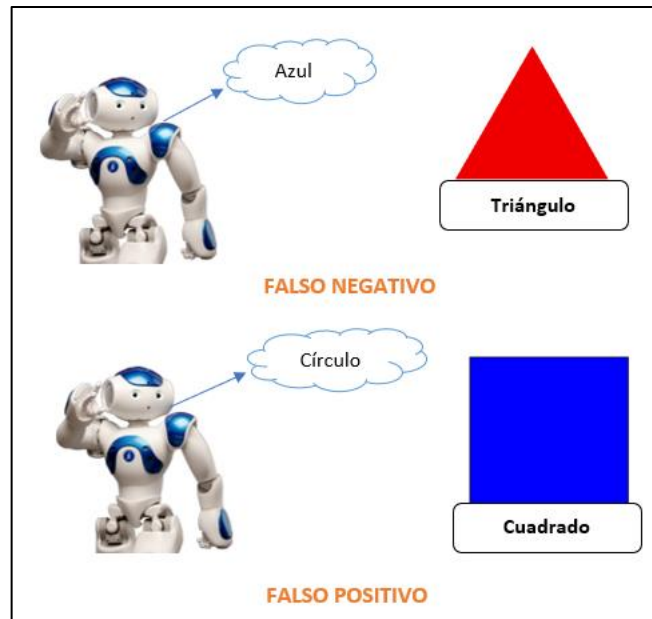 Azul
Triángulo
FALSO NEGATIVO
Círculo
Cuadrado
FALSO POSITIVO